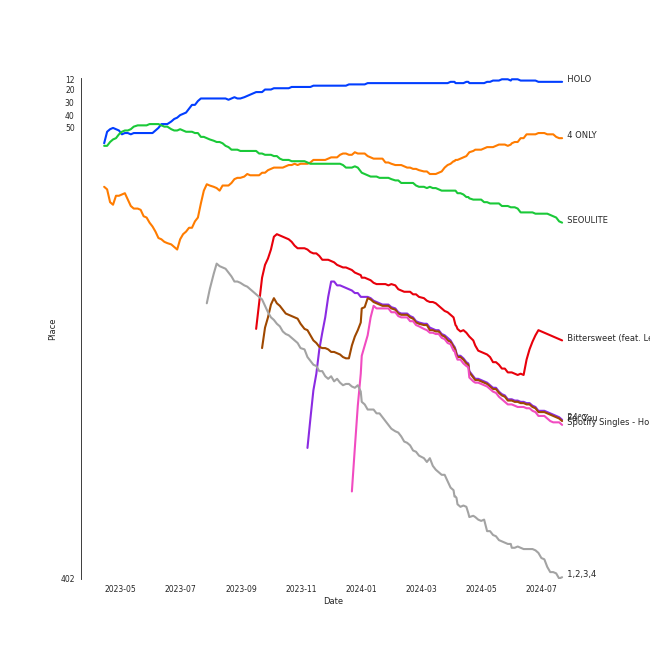 12
20
30
40
50
402
Place
HOLO
4 ONLY
SEOULITE
Bittersweet (feat. Le
Spotify Singles - Ho
1,2,3,4
2023-05
2023-07
2023-09
2023-11
2024-01
2024-03
2024-05
2024-07
Date